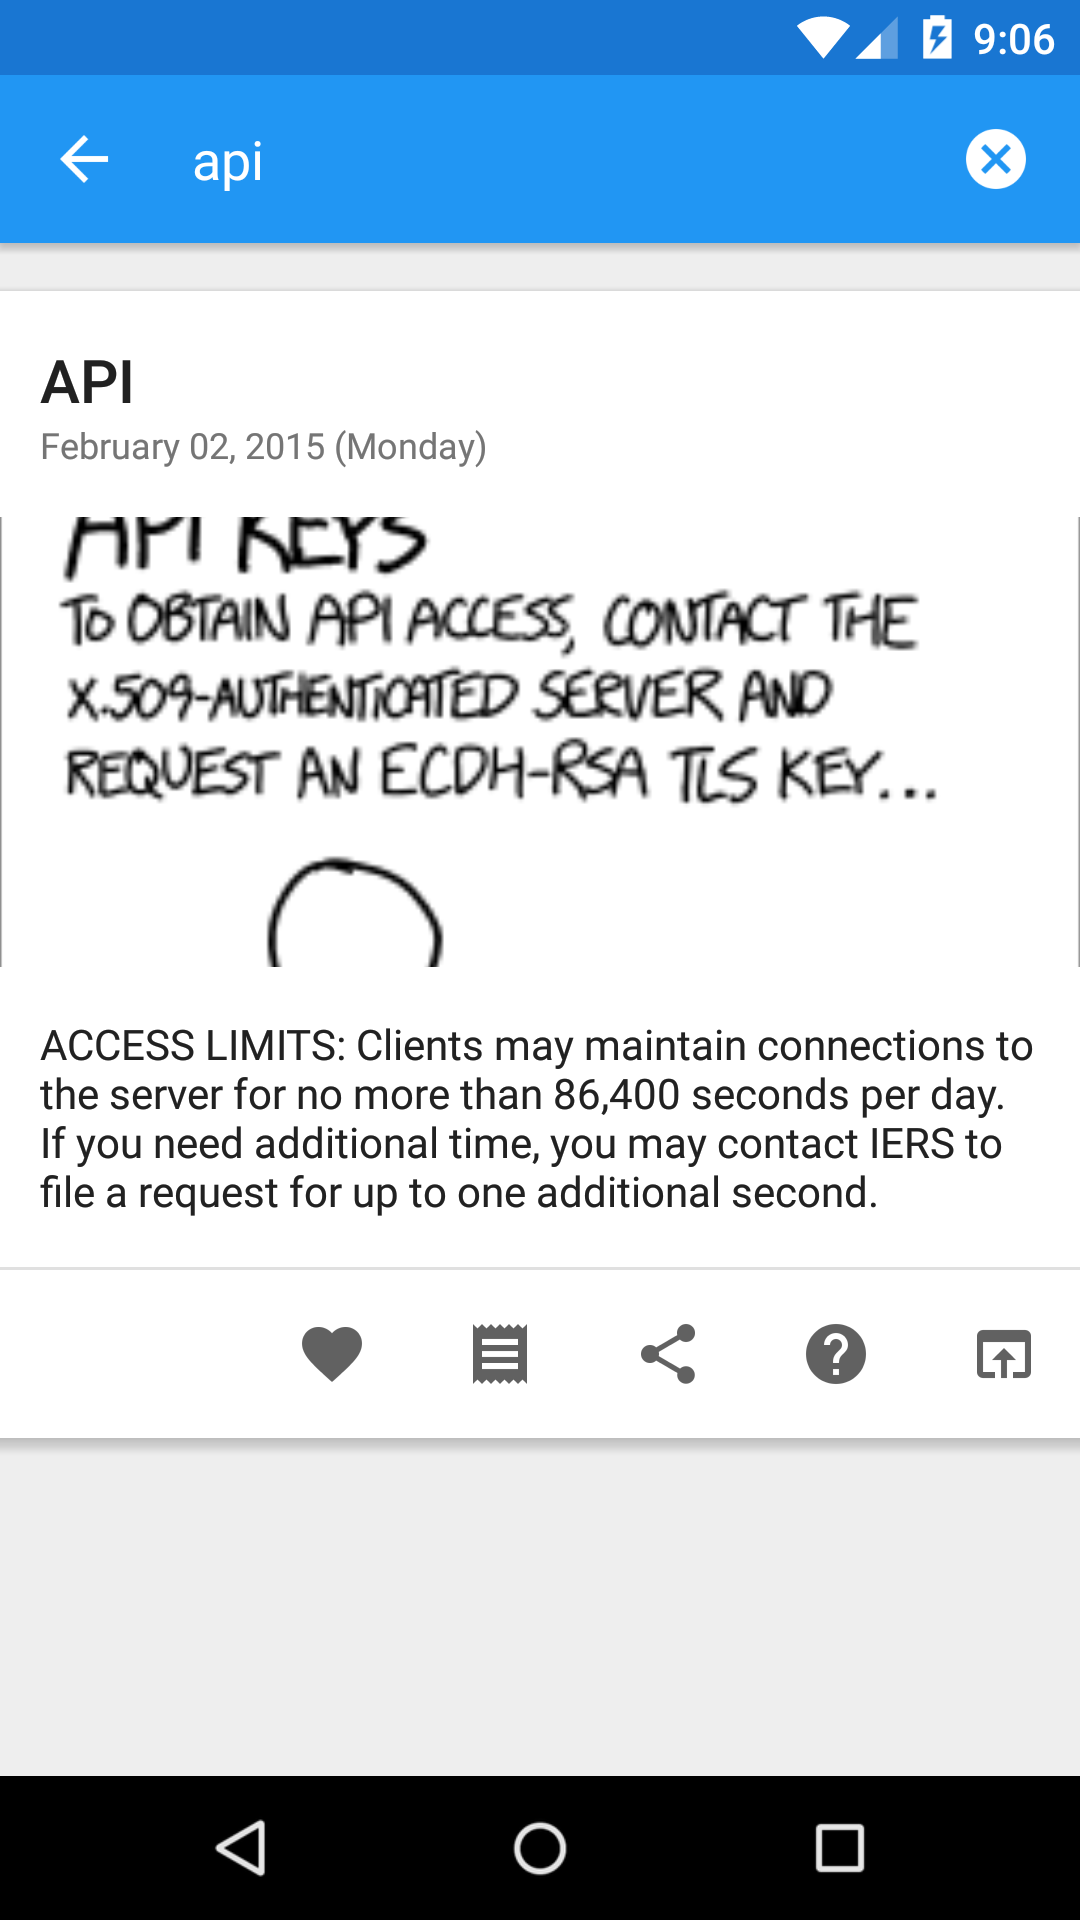 9:06
api
API
February 02, 2015 (Monday)
API KEYS
TO OBTAIN API ACCESS, CONTACT THE
X.509-AUTHENTICATED SERVER AND
REQUEST AN ECDH-RSA TLS KEY...
ACCESS LIMITS: Clients may maintain connections to
the server for no more than 86,400 seconds per day.
If you need additional time, you may contact IERS to
file a request for up to one additional second.